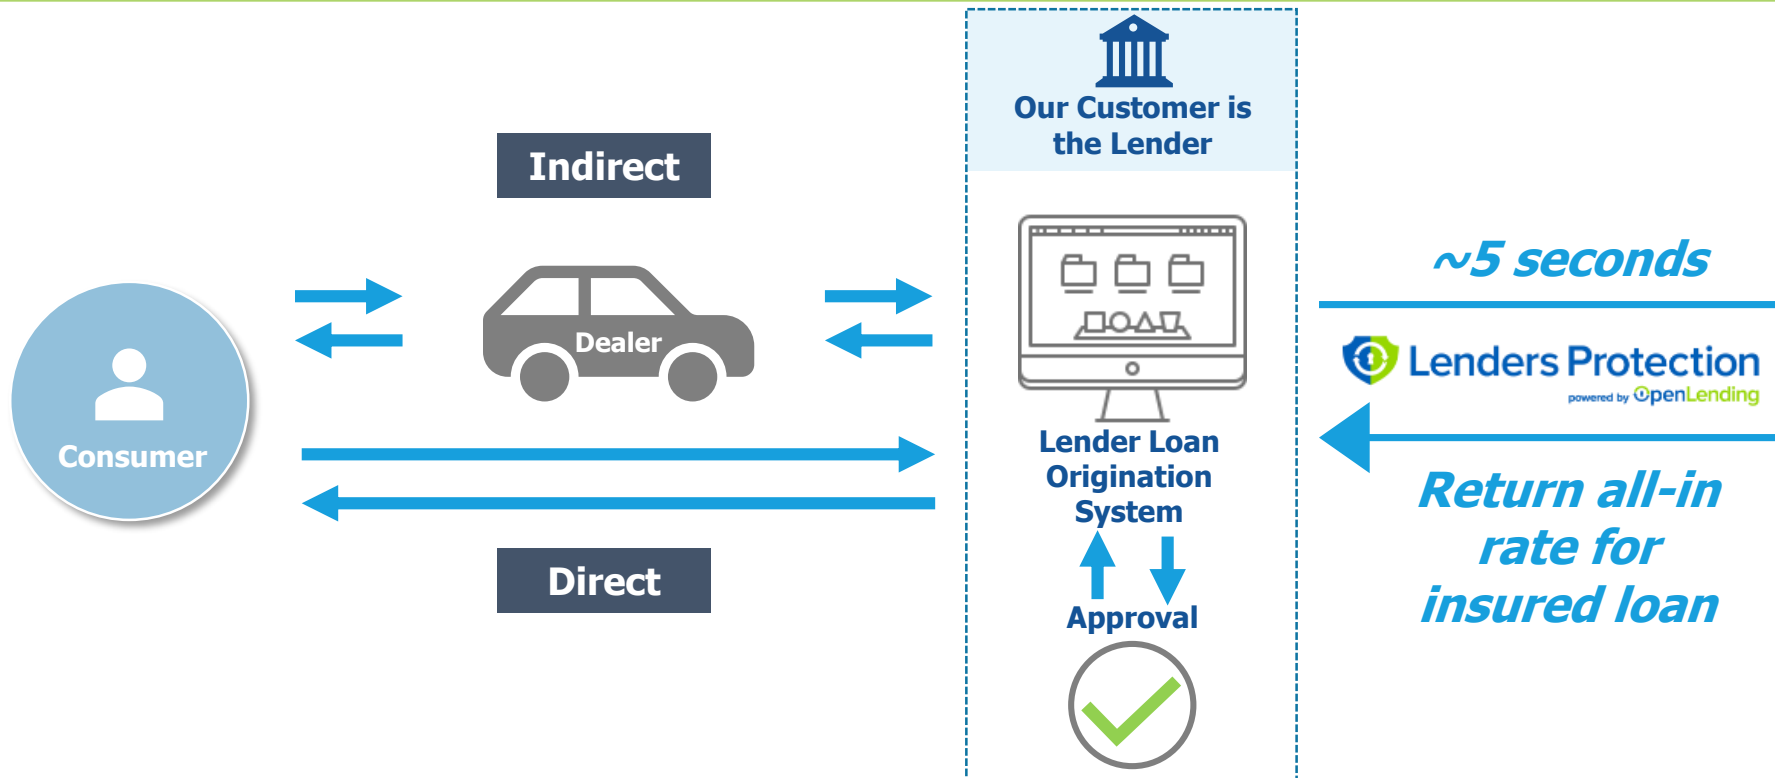 Our Customer is
the Lender
Indirect
Dealer
Consumer
Direct
Lender Loan
Origination
System
Approval
~5 seconds
Lenders Protection
powered by OpenLending
Return all-in
rate for
insured loan